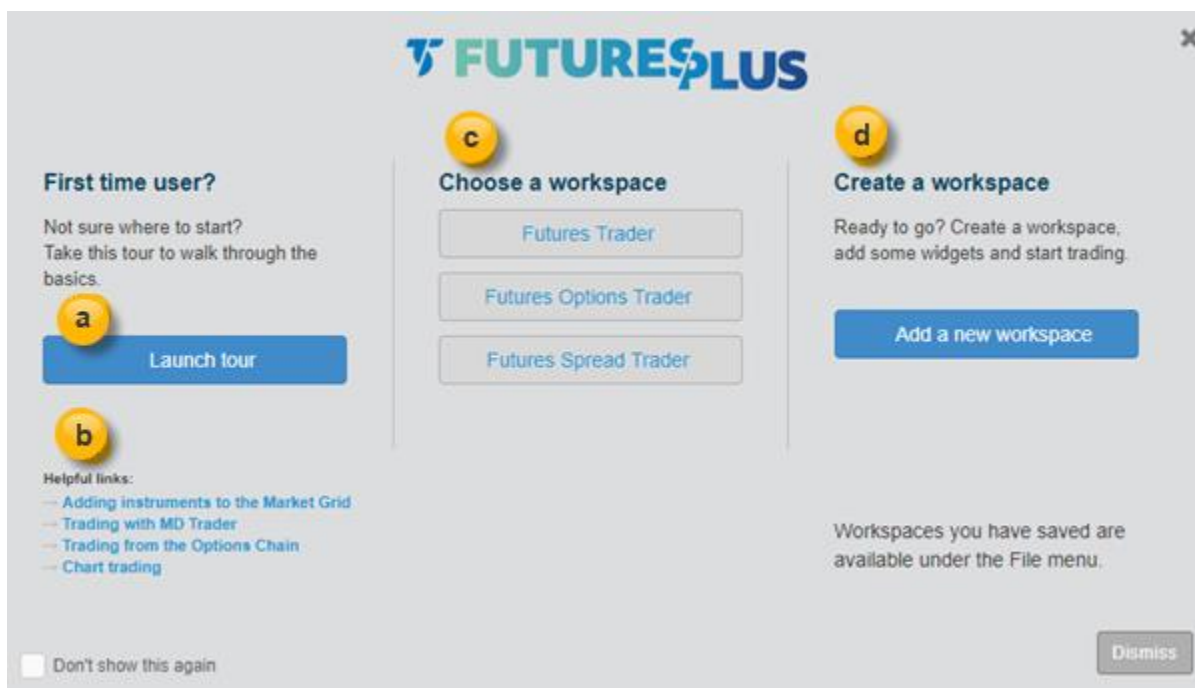 FUTURESPLUS
c
d
First time user?
Choose a workspace
Create a workspace
Not sure where to start?
Take this tour to walk through the
basics.
Futures Trader
Futures Options Trader
Futures Spread Trader
Ready to go? Create a workspace,
add some widgets and start trading.
a
Launch tour
Add a new workspace
b
Helpful links:
Adding instruments to the Market Grid
Trading with MD Trader
Trading from the Options Chain
Chart trading
Workspaces you have saved are
available under the File menu.
Don't show this again
Dismiss